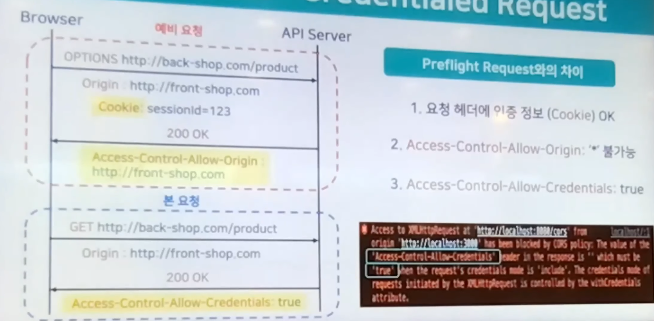 Credentialed Request
Browser
예비 요청
API Server
OPTIONS http://back-shop.com/product
Origin : http://front-shop.com
Cookie: sessionId=123
200 OK
Access-Control-Allow-Origin :
http://front-shop.com
본 요청
GET http://back-shop.com/product
Origin : http://front-shop.com
200 OK
Access-Control-Allow-Credentials: true
Preflight Request와의 차이
1. 요청 헤더에 인증 정보 (Cookie) OK
2. Access-Control-Allow-Origin: '*' 불가능
3. Access-Control-Allow-Credentials: true
Access to XMLHttpRequest at 'http://localhost:8080/cors' from
origin 'http://localhost:3000' has been blocked by CORS policy: The value of the
'Access-Control-Allow-Credentials' header in the response is '' which must be
'true' when the request's credentials mode is 'include'. The credentials mode of
requests initiated by the XMLHttpRequest is controlled by the withCredentials
attribute.